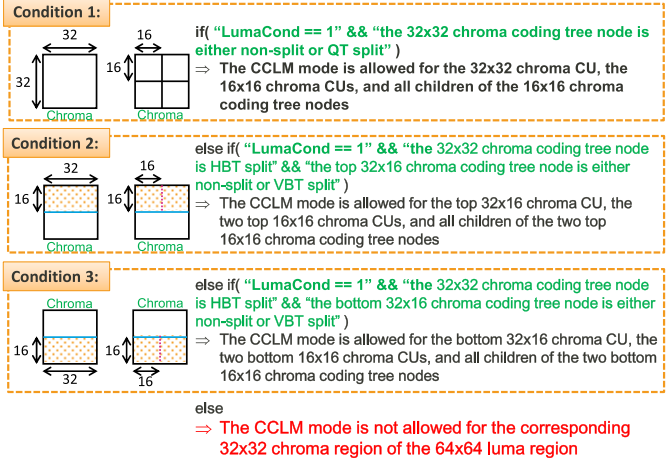 Condition 1:
32
16
32
16
Chroma
Chroma
if( “LumaCond == 1” && “the 32x32 chroma coding tree node is
either non-split or QT split” )
⇒ The CCLM mode is allowed for the 32x32 chroma CU, the
16x16 chroma CUs, and all children of the 16x16 chroma
coding tree nodes
Condition 2:
32
16
16
16
Chroma
Chroma
else if( “LumaCond == 1” && “the 32x32 chroma coding tree node
is HBT split” && “the top 32x16 chroma coding tree node is either
non-split or VBT split” )
⇒ The CCLM mode is allowed for the top 32x16 chroma CU, the
two top 16x16 chroma CUs, and all children of the two top
16x16 chroma coding tree nodes
Condition 3:
Chroma
Chroma
16
16
32
16
else if( “LumaCond == 1” && “the 32x32 chroma coding tree node
is HBT split” && “the bottom 32x16 chroma coding tree node is either
non-split or VBT split” )
⇒ The CCLM mode is allowed for the bottom 32x16 chroma CU,
the two bottom 16x16 chroma CUs, and all children of the two bottom
16x16 chroma coding tree nodes
else
⇒ The CCLM mode is not allowed for the corresponding
32x32 chroma region of the 64x64 luma region